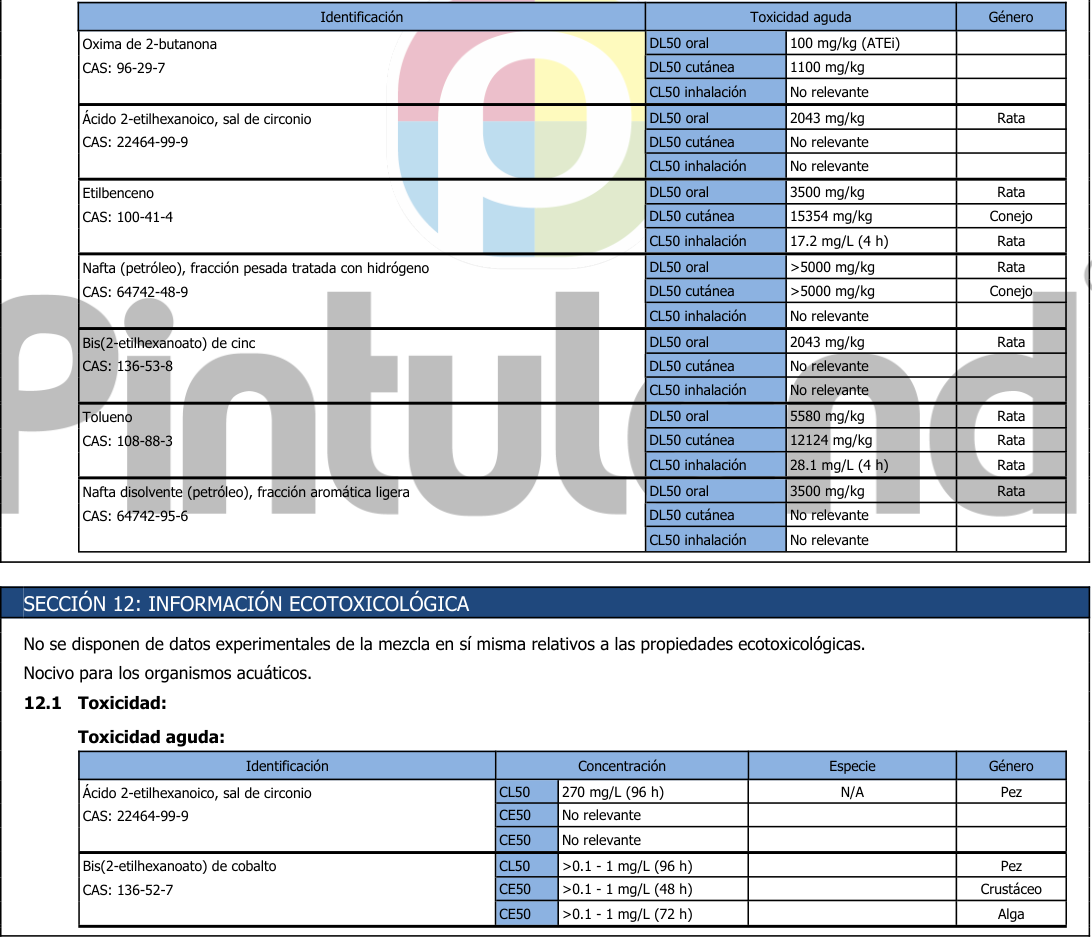 Identificación Toxicidad aguda Género
Oxima de 2-butanona DL50 oral 100 mg/kg (ATEi)
CAS: 96-29-7 DL50 cutánea 1100 mg/kg
CL50 inhalación No relevante
Ácido 2-etilhexanoico, sal de circonio DL50 oral 2043 mg/kg Rata
CAS: 22464-99-9 DL50 cutánea No relevante
CL50 inhalación No relevante
Etilbenceno DL50 oral 3500 mg/kg Rata
CAS: 100-41-4 DL50 cutánea 15354 mg/kg Conejo
CL50 inhalación 17.2 mg/L (4 h) Rata
Nafta (petróleo), fracción pesada tratada con hidrógeno DL50 oral >5000 mg/kg Rata
CAS: 64742-48-9 DL50 cutánea >5000 mg/kg Conejo
CL50 inhalación No relevante
Bis(2-etilhexanoato) de cinc DL50 oral 2043 mg/kg Rata
CAS: 136-53-8 DL50 cutánea No relevante
CL50 inhalación No relevante
Tolueno DL50 oral 5580 mg/kg Rata
CAS: 108-88-3 DL50 cutánea 12124 mg/kg Rata
CL50 inhalación 28.1 mg/L (4 h) Rata
Nafta disolvente (petróleo), fracción aromática ligera DL50 oral 3500 mg/kg Rata
CAS: 64742-95-6 DL50 cutánea No relevante
CL50 inhalación No relevante
Pintuland
SECCIÓN 12: INFORMACIÓN ECOTOXICOLÓGICA
No se disponen de datos experimentales de la mezcla en sí misma relativos a las propiedades ecotoxicológicas.
Nocivo para los organismos acuáticos.
12.1 Toxicidad:
Toxicidad aguda:
Identificación Concentración Especie Género
Ácido 2-etilhexanoico, sal de circonio CL50 270 mg/L (96 h) N/A Pez
CAS: 22464-99-9 CE50 No relevante
CE50 No relevante
Bis(2-etilhexanoato) de cobalto CL50 >0.1 - 1 mg/L (96 h) Pez
CAS: 136-52-7 CE50 >0.1 - 1 mg/L (48 h) Crustáceo
CE50 >0.1 - 1 mg/L (72 h) Alga